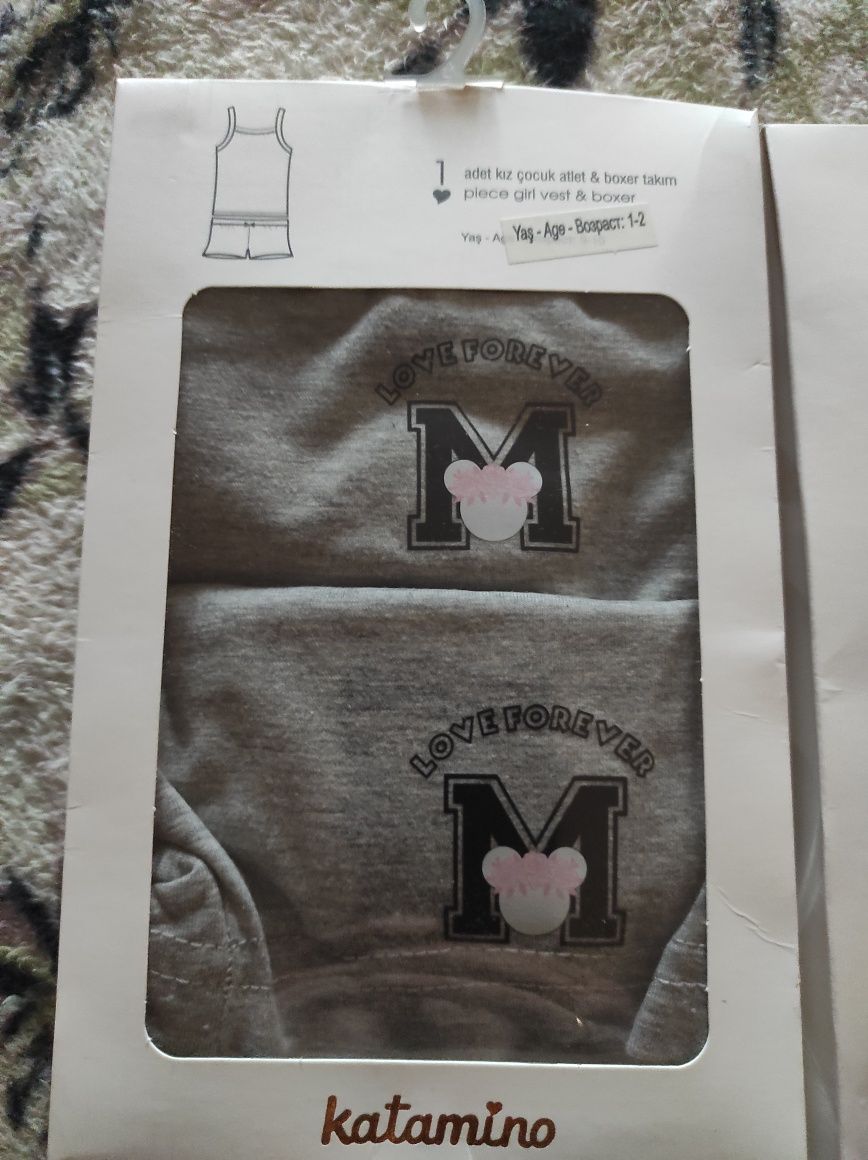 1 adet kız çocuk atlet & boxer takım
piece girl vest & boxer
Yaş - Yaş - Age - Возраст: 1-2
LOVE FOREVER
M
LOVE FOREVER
M
katamino